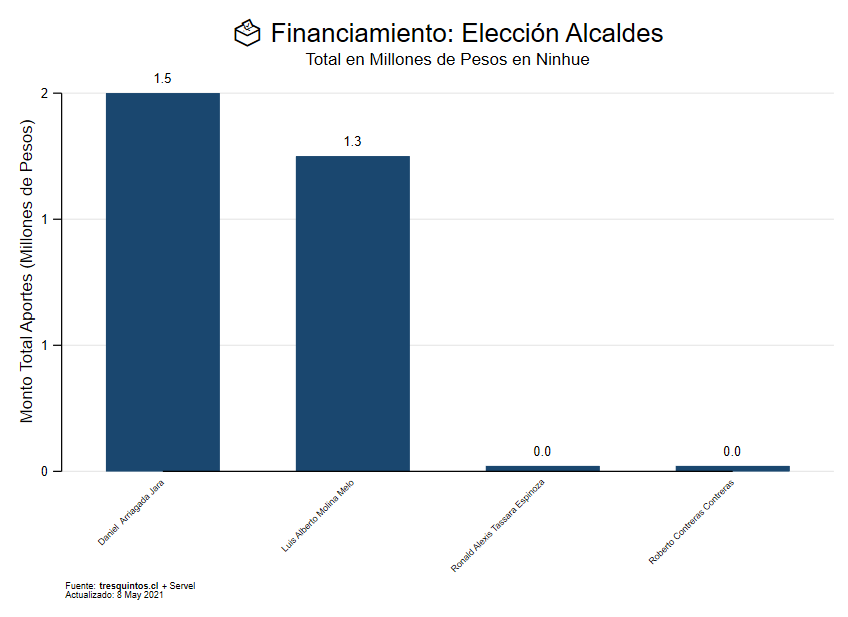 Financiamiento: Elección Alcaldes
Total en Millones de Pesos en Ninhue
Monto Total Aportes (Millones de Pesos)
2
1
1
0
1.5
1.3
0.0
0.0
Daniel Arriagada Jara
Luis Alberto Molina Melo
Ronald Alexis Tassara Espinoza
Roberto Contreras Contreras
Fuente: tresquintos.cl + Servel
Actualizado: 8 May 2021